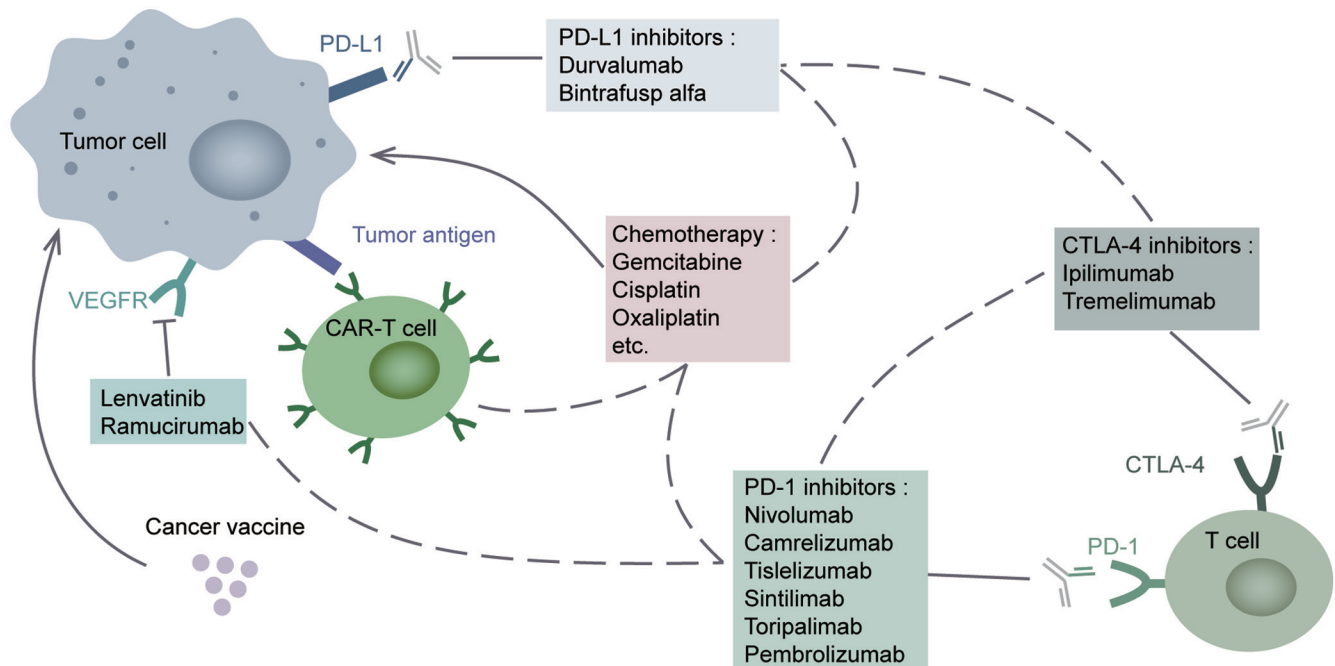 PD-L1
PD-L1 inhibitors :
Durvalumab
Bintrafusp alfa
Tumor cell
Tumor antigen
VEGFR
CAR-T cell
Chemotherapy :
Gemcitabine
Cisplatin
Oxaliplatin
etc.
CTLA-4 inhibitors :
Ipilimumab
Tremelimumab
Lenvatinib
Ramucirumab
Cancer vaccine
PD-1 inhibitors :
Nivolumab
Camrelizumab
Tislelizumab
Sintilimab
Toripalimab
Pembrolizumab
CTLA-4
PD-1
T cell